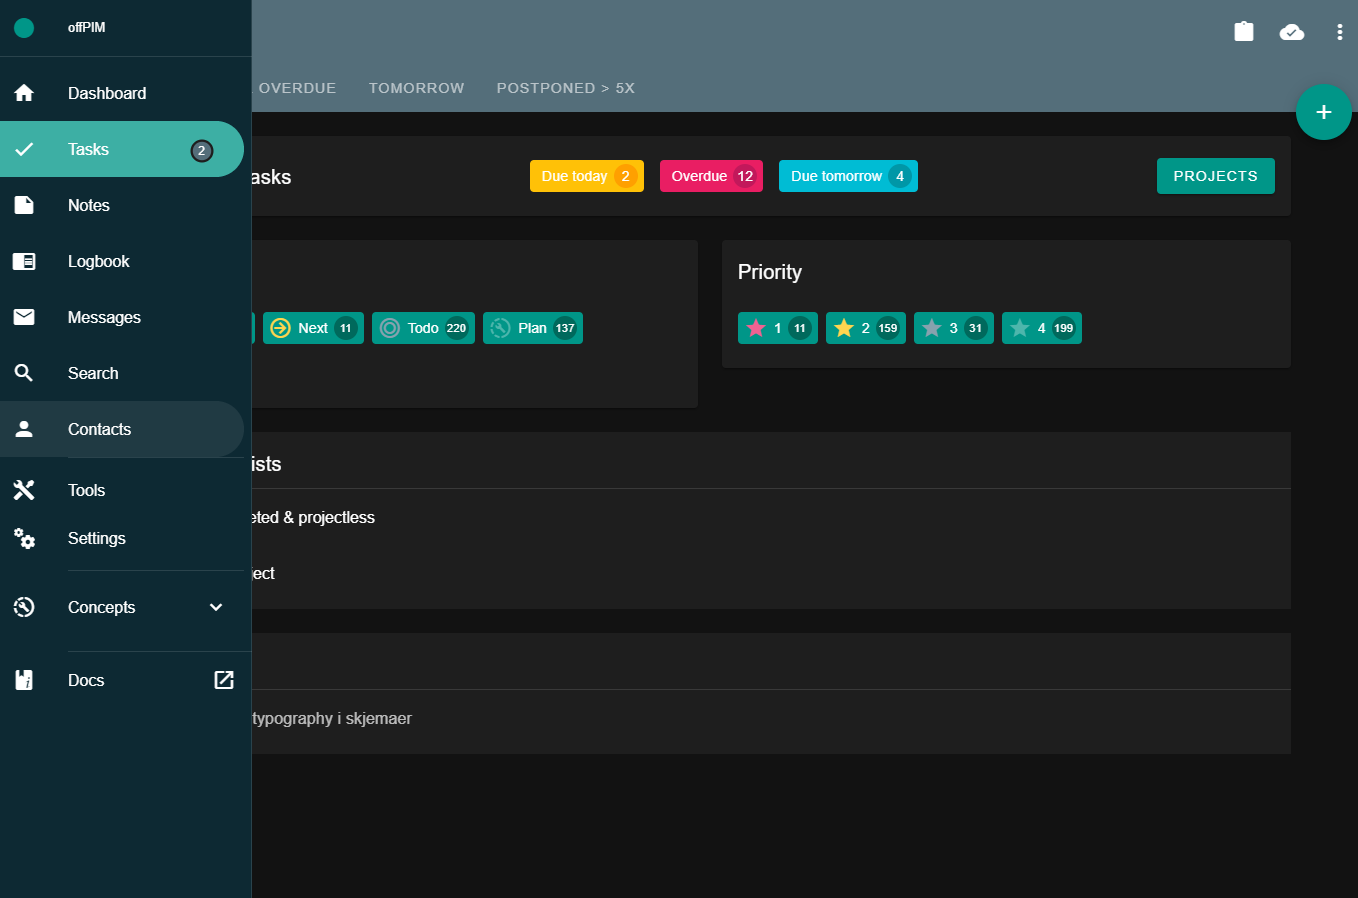 offPIM
Dashboard
Tasks 2
Notes
Logbook
Messages
Search
Contacts
Tools
Settings
Concepts
Docs
OVERDUE TOMORROW POSTPONED > 5X
+
asks
Due today 2 Overdue 12 Due tomorrow 4
PROJECTS
Next 11 Todo 220 Plan 137
Priority
1 11 2 159 3 31 4 199
ists
eted & projectless
ject
typography i skjemaer